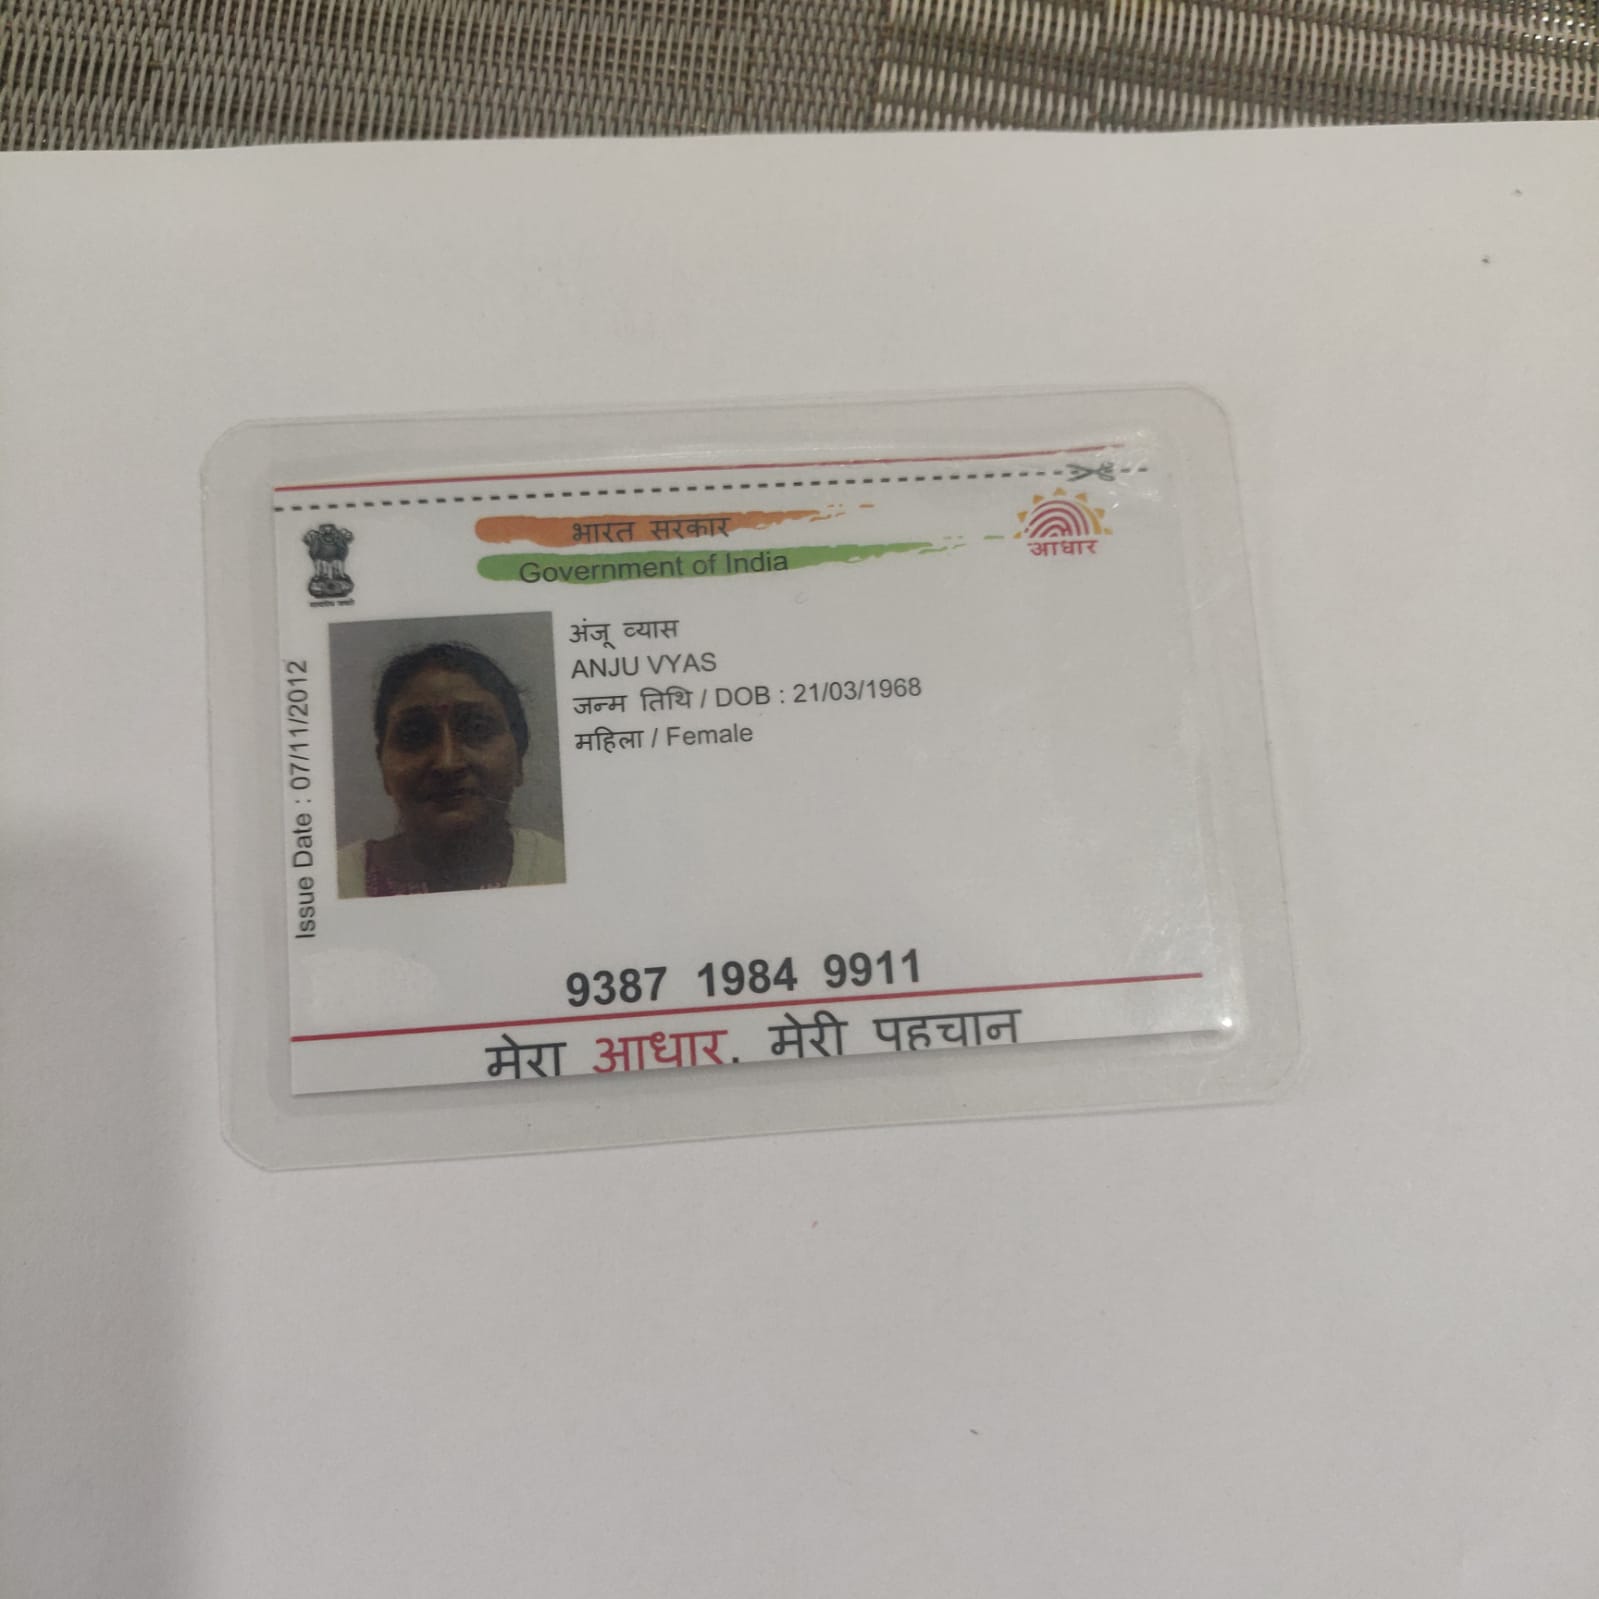 भारत सरकार
Government of India
आधार
अंजू व्यास
ANJU VYAS
जन्म तिथि / DOB : 21/03/1968
महिला / Female
Issue Date : 07/11/2012
9387 1984 9911
मेरा आधार, मेरी पहचान